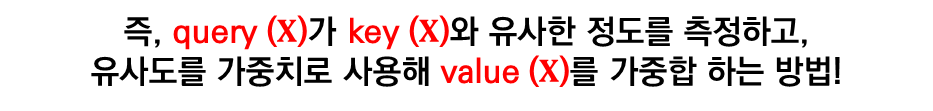 즉, query (X)가 key (X)와 유사한 정도를 측정하고,
유사도를 가중치로 사용해 value (X)를 가중합 하는 방법!